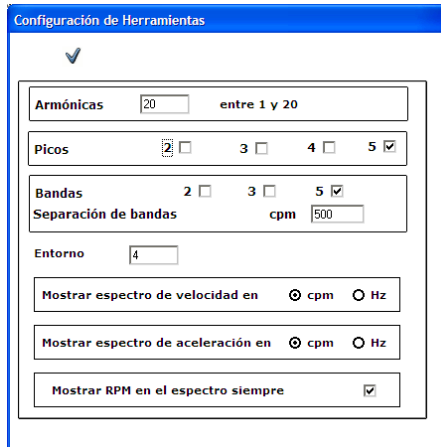 Configuración de Herramientas
Armónicas 20 entre 1 y 20
Picos 2 3 4 5
Bandas 2 3 5
Separación de bandas cpm 500
Entorno 4
Mostrar espectro de velocidad en cpm Hz
Mostrar espectro de aceleración en cpm Hz
Mostrar RPM en el espectro siempre